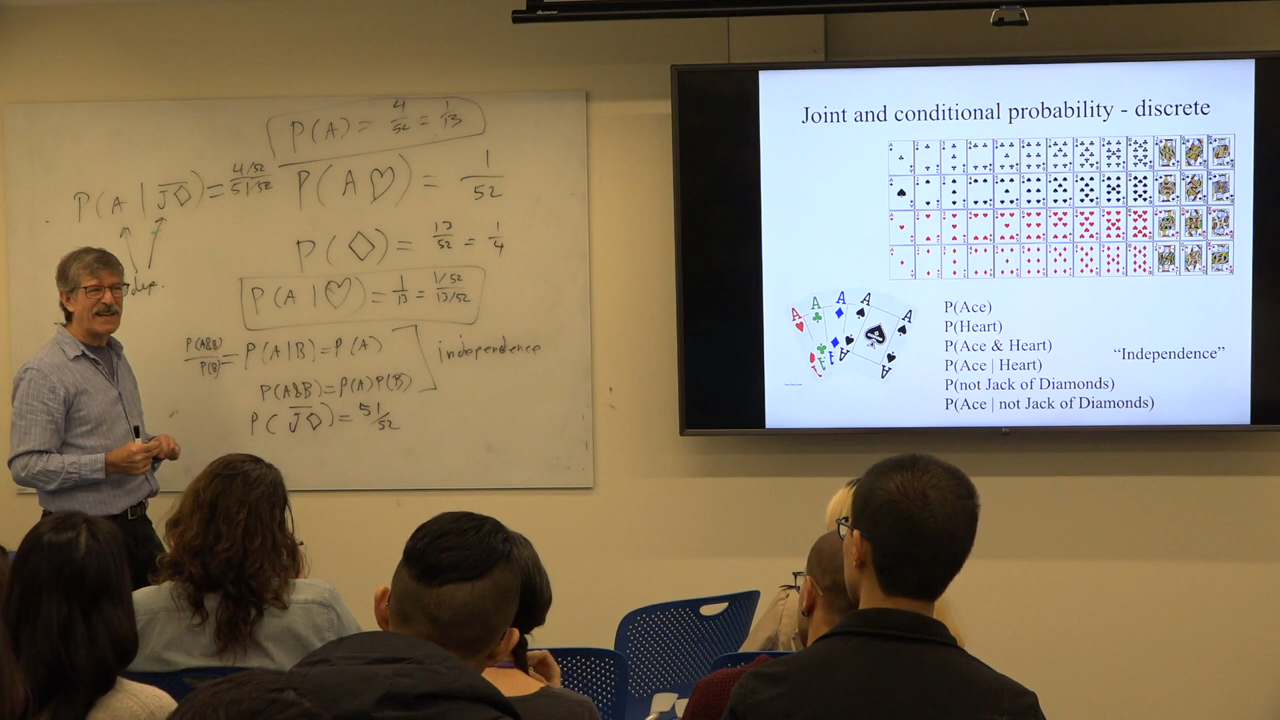 P(A) = 4/52 = 1/13
P(A | J̅◇) = 4/52 / 51/52
P(A♡) = 1/52
P(◇) = 13/52 = 1/4
P(A | ♡) = 1/13 = 1/52 / 13/52
P(A&B) / P(B) = P(A|B) = P(A)
independence
P(A&B) = P(A)P(B)
P(J̅◇) = 51/52
Joint and conditional probability - discrete
P(Ace)
P(Heart)
P(Ace & Heart)
P(Ace | Heart)
“Independence”
P(not Jack of Diamonds)
P(Ace | not Jack of Diamonds)